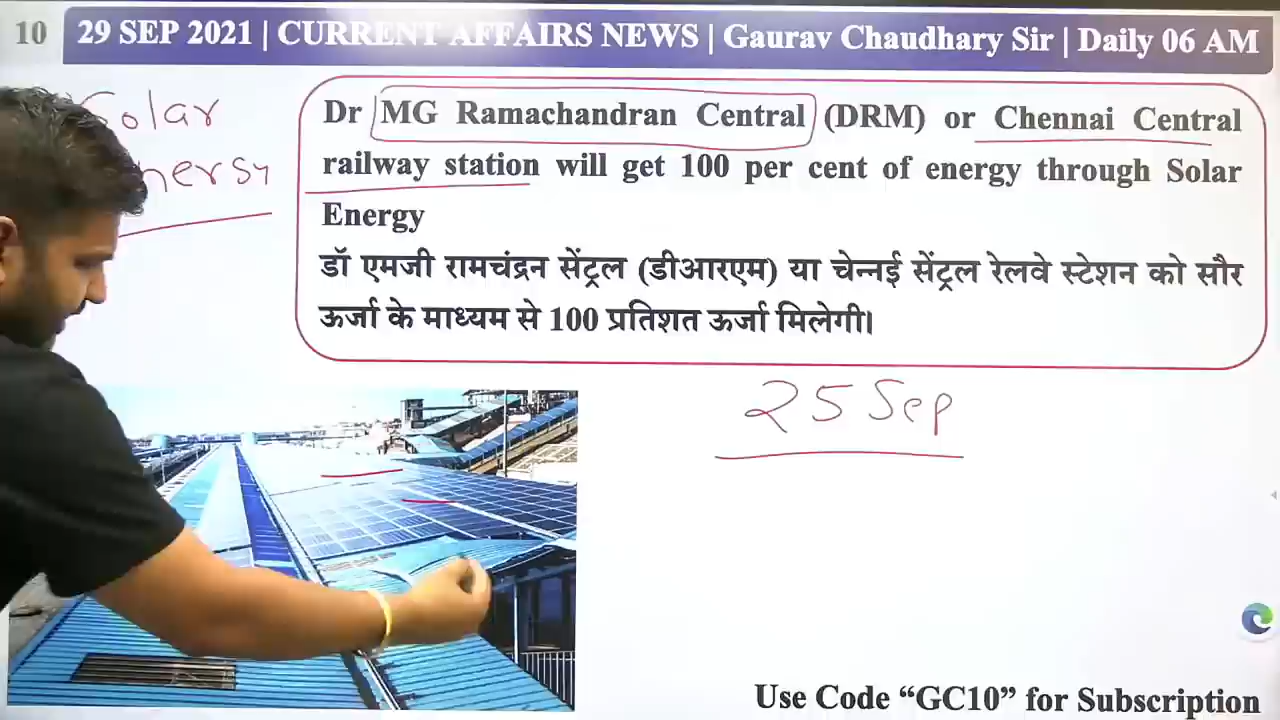 10
29 SEP 2021 | CURRENT AFFAIRS NEWS | Gaurav Chaudhary Sir | Daily 06 AM
Solar
Dr MG Ramachandran Central (DRM) or Chennai Central
railway station will get 100 per cent of energy through Solar
Energy
डॉ एमजी रामचंद्रन सेंट्रल (डीआरएम) या चेन्नई सेंट्रल रेलवे स्टेशन को सौर
ऊर्जा के माध्यम से 100 प्रतिशत ऊर्जा मिलेगी।
25 Sep
Use Code “GC10” for Subscription